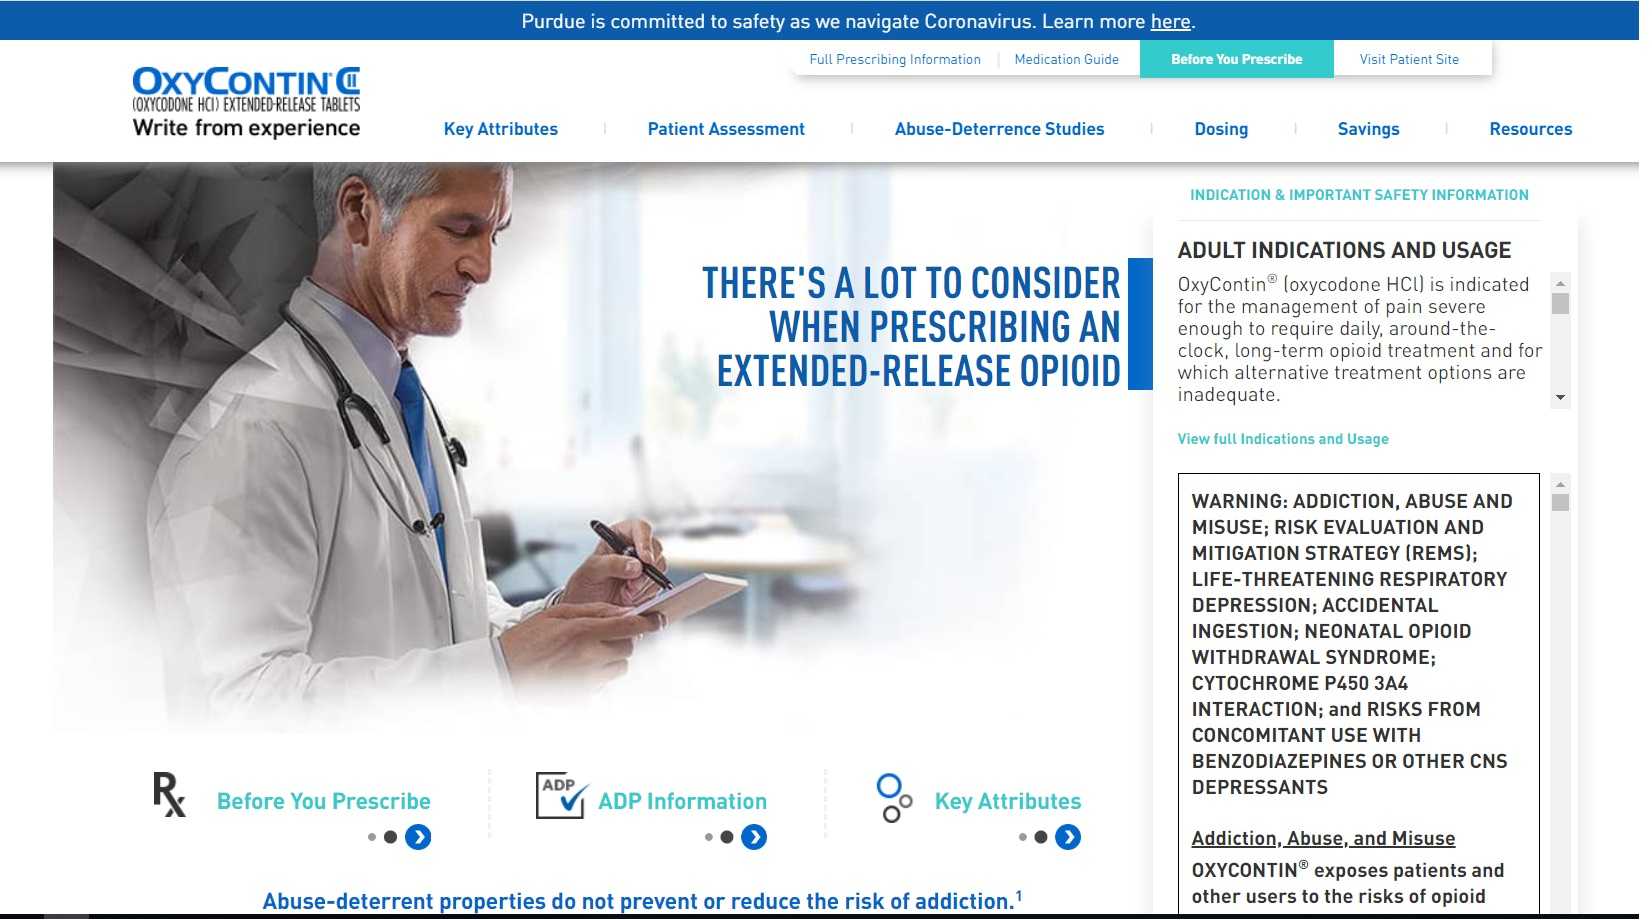 Purdue is committed to safety as we navigate Coronavirus. Learn more here.
Full Prescribing Information
Medication Guide
Before You Prescribe
Visit Patient Site
OXYCONTIN® CII
(OXYCODONE HCl) EXTENDED-RELEASE TABLETS
Write from experience
Key Attributes
Patient Assessment
Abuse-Deterrence Studies
Dosing
Savings
Resources
THERE'S A LOT TO CONSIDER
WHEN PRESCRIBING AN
EXTENDED-RELEASE OPIOID
INDICATION & IMPORTANT SAFETY INFORMATION
ADULT INDICATIONS AND USAGE
OxyContin® (oxycodone HCl) is indicated
for the management of pain severe
enough to require daily, around-the-
clock, long-term opioid treatment and for
which alternative treatment options are
inadequate.
View full Indications and Usage
WARNING: ADDICTION, ABUSE AND
MISUSE; RISK EVALUATION AND
MITIGATION STRATEGY (REMS);
LIFE-THREATENING RESPIRATORY
DEPRESSION; ACCIDENTAL
INGESTION; NEONATAL OPIOID
WITHDRAWAL SYNDROME;
CYTOCHROME P450 3A4
INTERACTION; and RISKS FROM
CONCOMITANT USE WITH
BENZODIAZEPINES OR OTHER CNS
DEPRESSANTS
Addiction, Abuse, and Misuse
OXYCONTIN® exposes patients and
other users to the risks of opioid
Rx
Before You Prescribe
ADP
ADP Information
Key Attributes
Abuse-deterrent properties do not prevent or reduce the risk of addiction.¹